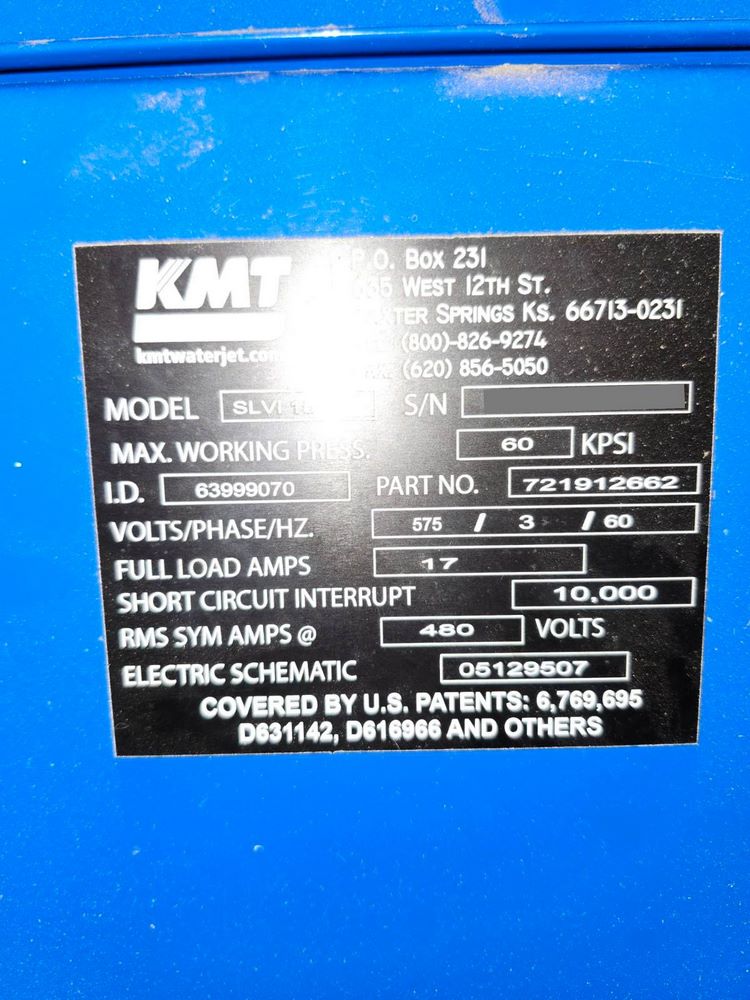 KMT
P.O. Box 231
WEST 12TH ST.
SPRINGS KS. 66713-0231
(800)-826-9274
kmtwaterjet.com
(620) 856-5050
MODEL S/N
MAX. WORKING PRESS. 60 KPSI
I.D. 63999070 PART NO. 721912662
VOLTS/PHASE/HZ. 575 / 3 / 60
FULL LOAD AMPS 17
SHORT CIRCUIT INTERRUPT 10,000
RMS SYM AMPS @ 480 VOLTS
ELECTRIC SCHEMATIC 05129507
COVERED BY U.S. PATENTS: 6,769,695
D631142, D616966 AND OTHERS